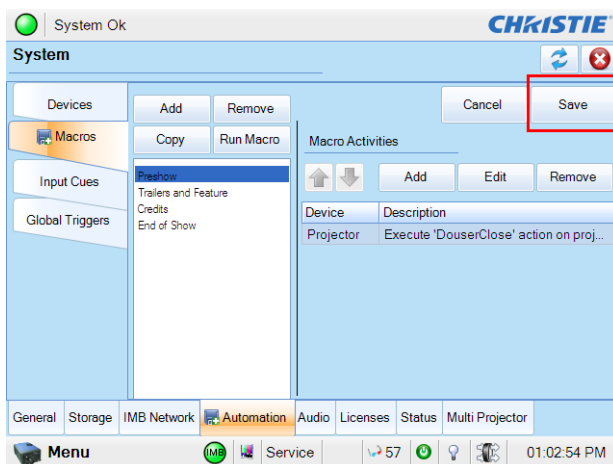 System Ok
CHRISTIE
System
Devices
Macros
Input Cues
Global Triggers
Add
Remove
Copy
Run Macro
Preshow
Trailers and Feature
Credits
End of Show
Cancel
Save
Macro Activities
Add
Edit
Remove
Device Description
Projector Execute 'DouserClose' action on proj...
General Storage IMB Network Automation Audio Licenses Status Multi Projector
Menu IMB Service 57 01:02:54 PM